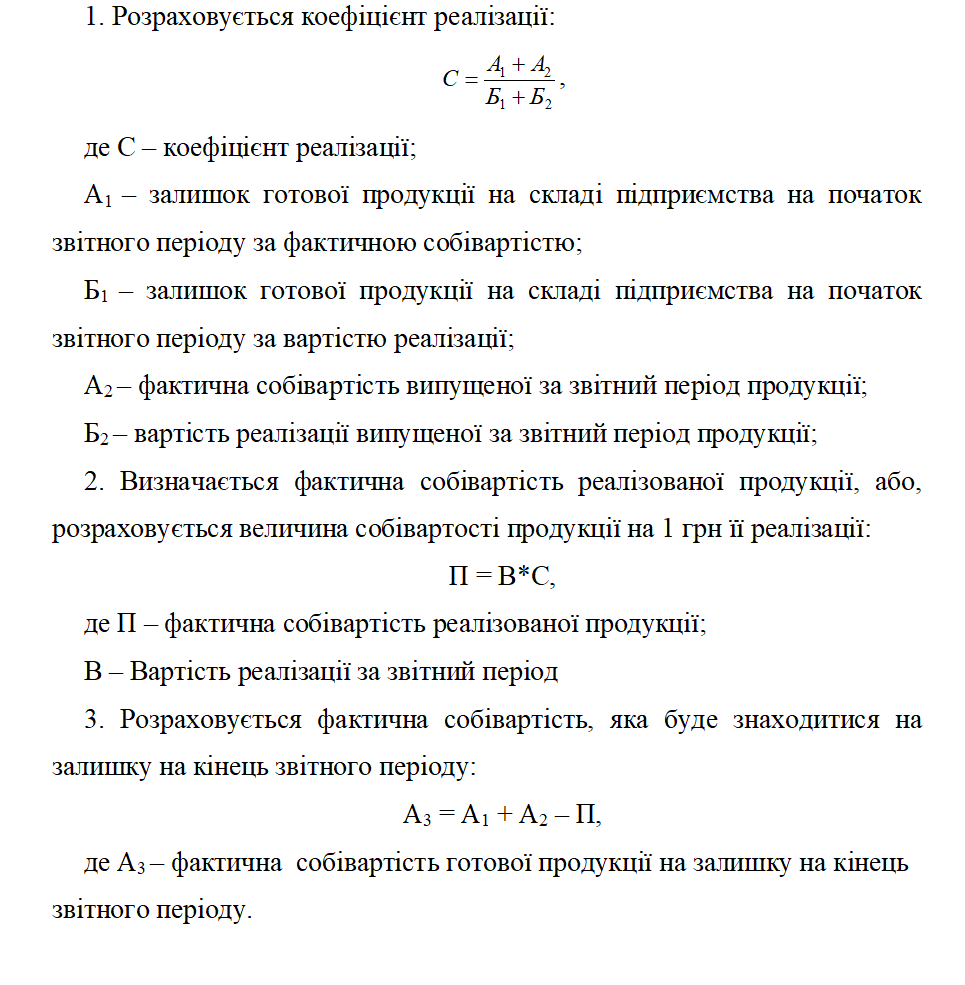 1. Розраховується коефіцієнт реалізації:
С = (А₁ + А₂) / (Б₁ + Б₂),
де С – коефіцієнт реалізації;
А₁ – залишок готової продукції на складі підприємства на початок
звітного періоду за фактичною собівартістю;
Б₁ – залишок готової продукції на складі підприємства на початок
звітного періоду за вартістю реалізації;
А₂ – фактична собівартість випущеної за звітний період продукції;
Б₂ – вартість реалізації випущеної за звітний період продукції;
2. Визначається фактична собівартість реалізованої продукції, або,
розраховується величина собівартості продукції на 1 грн її реалізації:
П = В*С,
де П – фактична собівартість реалізованої продукції;
В – Вартість реалізації за звітний період
3. Розраховується фактична собівартість, яка буде знаходитися на
залишку на кінець звітного періоду:
А₃ = А₁ + А₂ – П,
де А₃ – фактична собівартість готової продукції на залишку на кінець
звітного періоду.